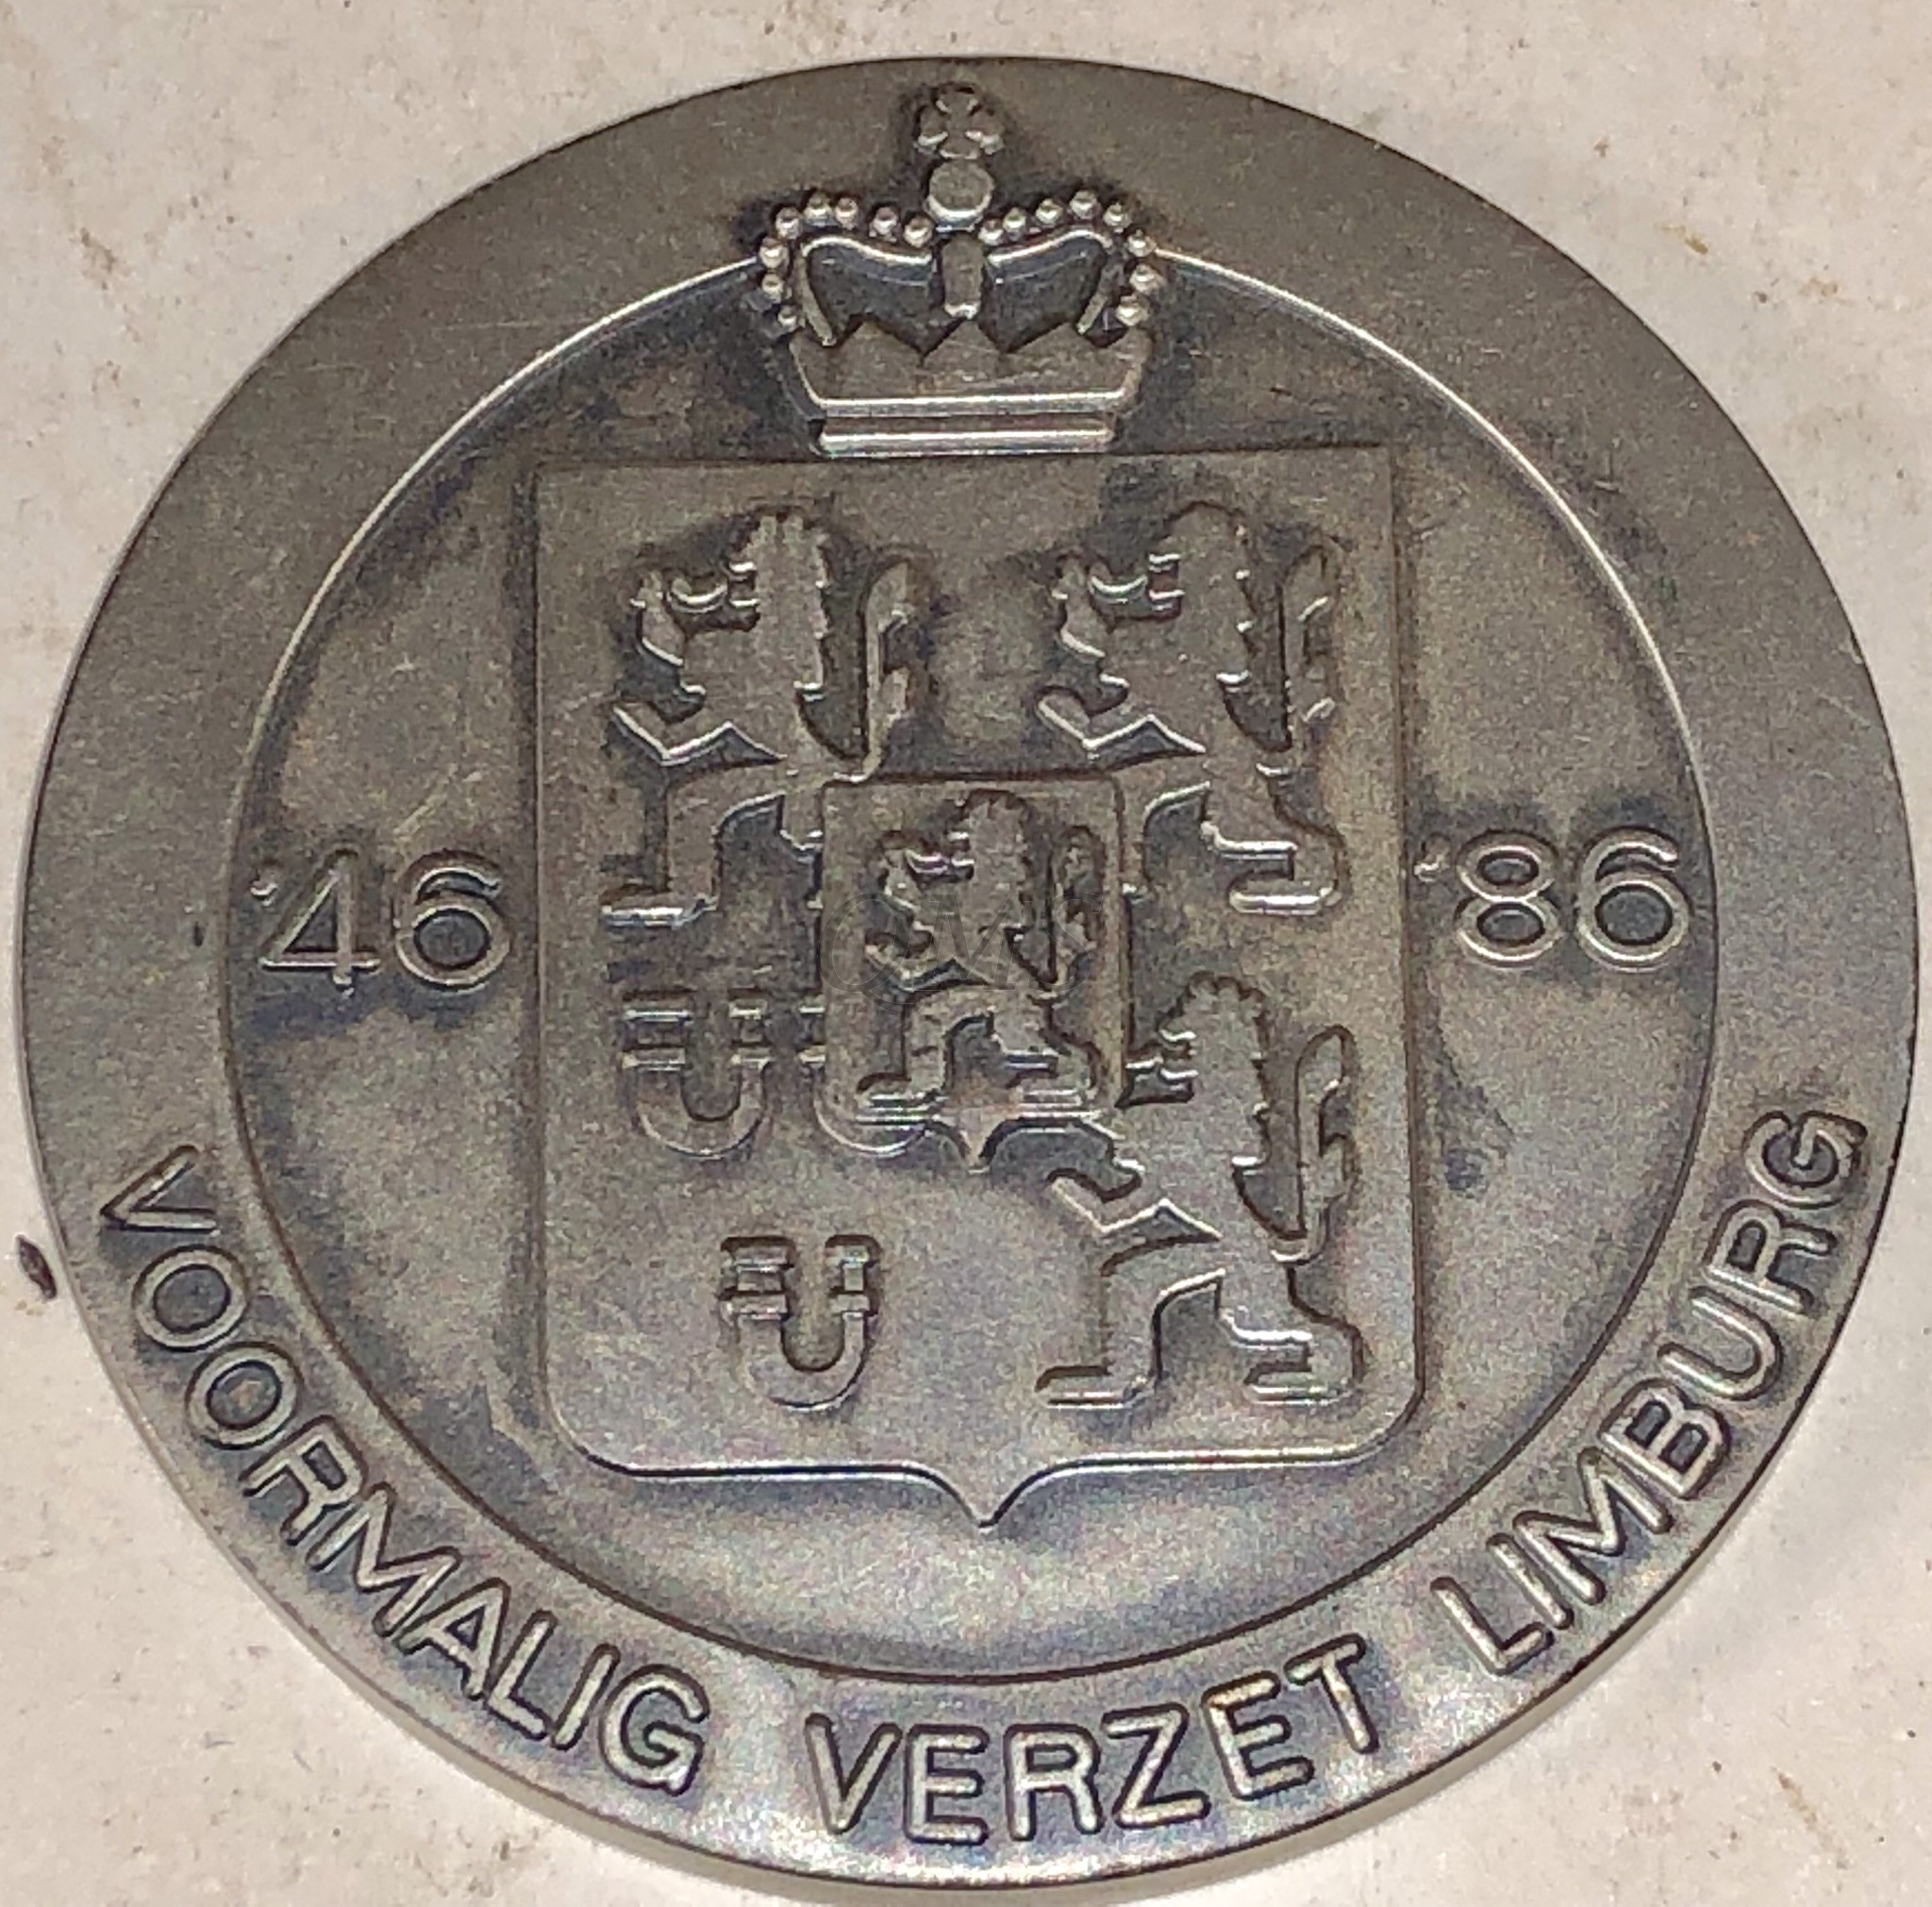 '46 '86
VOORMALIG VERZET LIMBURG